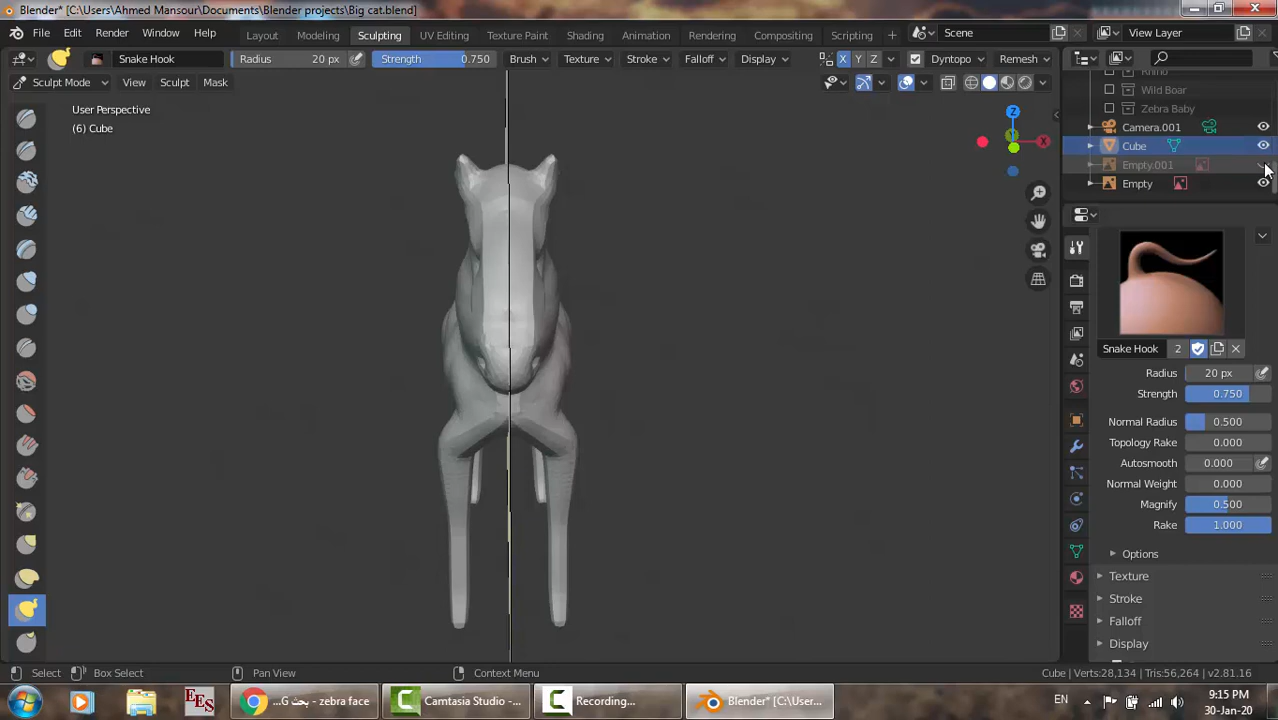 Blender* [C:\Users\Ahmed Mansour\Documents\Blender projects\Big cat.blend]
File Edit Render Window Help Layout Modeling Sculpting UV Editing Texture Paint Shading Animation Rendering Compositing Scripting + Scene View Layer
Snake Hook Radius 20 px Strength 0.750 Brush Texture Stroke Falloff Display X Y Z Dyntopo Remesh
Sculpt Mode View Sculpt Mask
User Perspective
(6) Cube
Z
X
Rhino
Wild Boar
Zebra Baby
Camera.001
Cube
Empty.001
Empty
Snake Hook 2
Radius 20 px
Strength 0.750
Normal Radius 0.500
Topology Rake 0.000
Autosmooth 0.000
Normal Weight 0.000
Magnify 0.500
Rake 1.000
Options
Texture
Stroke
Falloff
Display
Select Box Select Pan View Context Menu Cube | Verts:28,134 | Tris:56,264 | v2.81.16
EES ...بحث G - zebra face Camtasia Studio - ... Recording... Blender* [C:\User... EN 9:15 PM
30-Jan-20